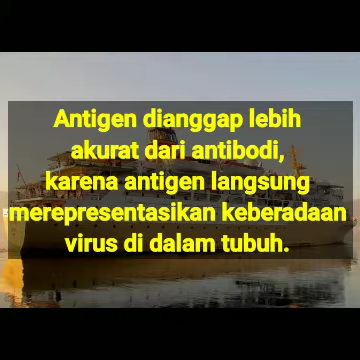 Antigen dianggap lebih
akurat dari antibodi,
karena antigen langsung
merepresentasikan keberadaan
virus di dalam tubuh.